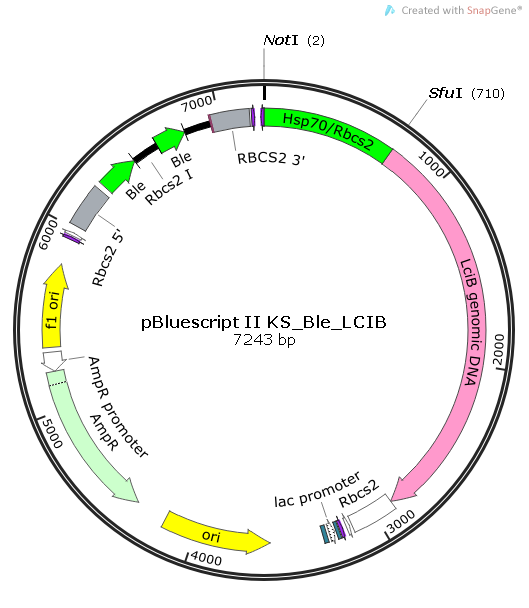 Created with SnapGene®
NotI (2)
SfuI (710)
7000
Hsp70/Rbcs2
1000
RBCS2 3'
Ble
Rbcs2 I
Ble
Rbcs2 5'
6000
LciB genomic DNA
f1 ori
pBluescript II KS_Ble_LCIB
7243 bp
2000
AmpR promoter
AmpR
5000
lac promoter
Rbcs2
3000
ori
4000